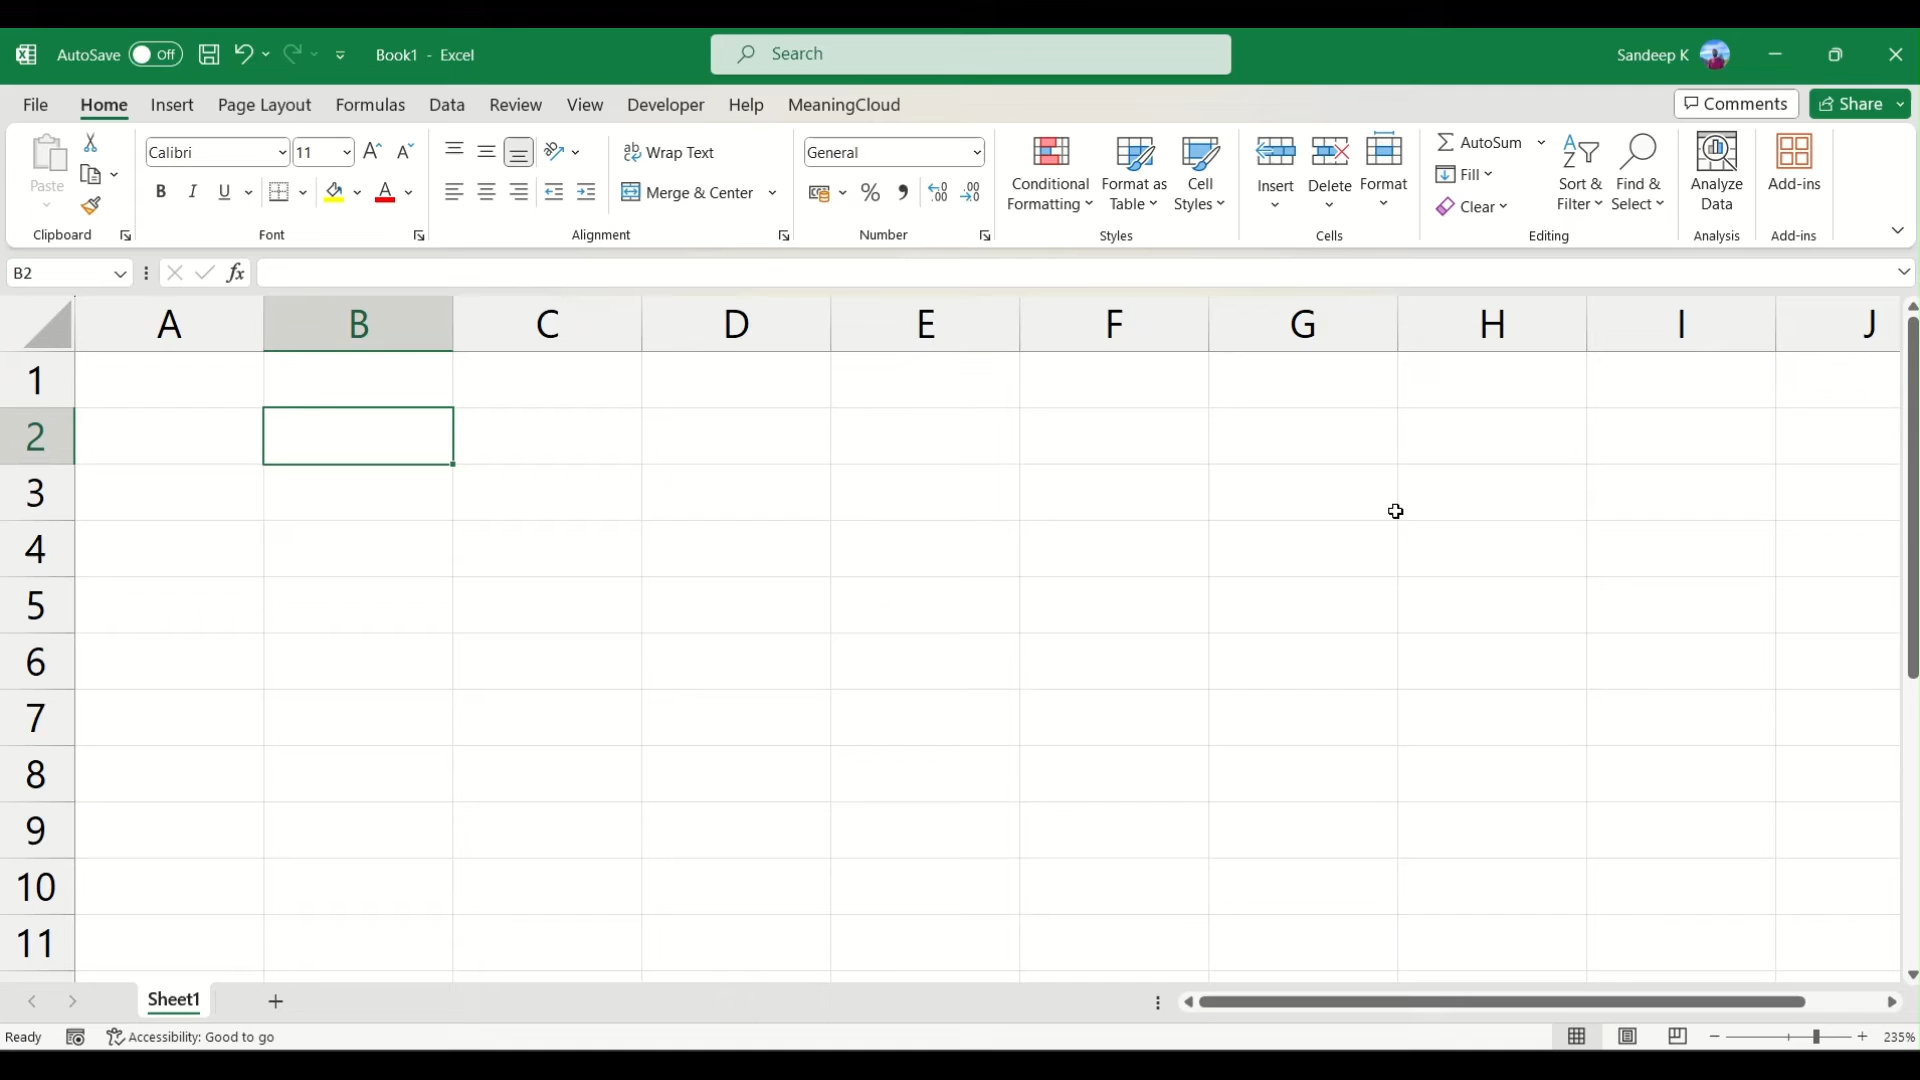 AutoSave Off Book1 - Excel Search Sandeep K
File Home Insert Page Layout Formulas Data Review View Developer Help MeaningCloud Comments Share
Calibri 11 Wrap Text General AutoSum
Paste Conditional Format as Cell Insert Delete Format Fill Sort & Find & Analyze Add-ins
B I U A Merge & Center % Formatting Table Styles Clear Filter Select Data
Clipboard Font Alignment Number Styles Cells Editing Analysis Add-ins
B2 fx
A B C D E F G H I J
1
2
3
4
5
6
7
8
9
10
11
Sheet1
Ready Accessibility: Good to go 235%